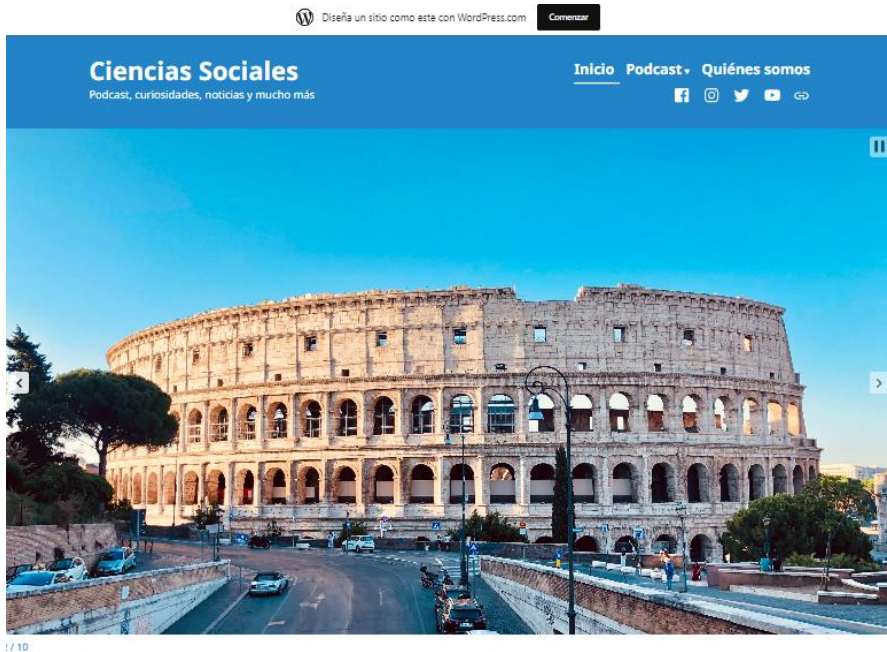 Diseña un sitio como este con WordPress.com
Comenzar
Ciencias Sociales
Podcast, curiosidades, noticias y mucho más
Inicio Podcast Quiénes somos
/ 10